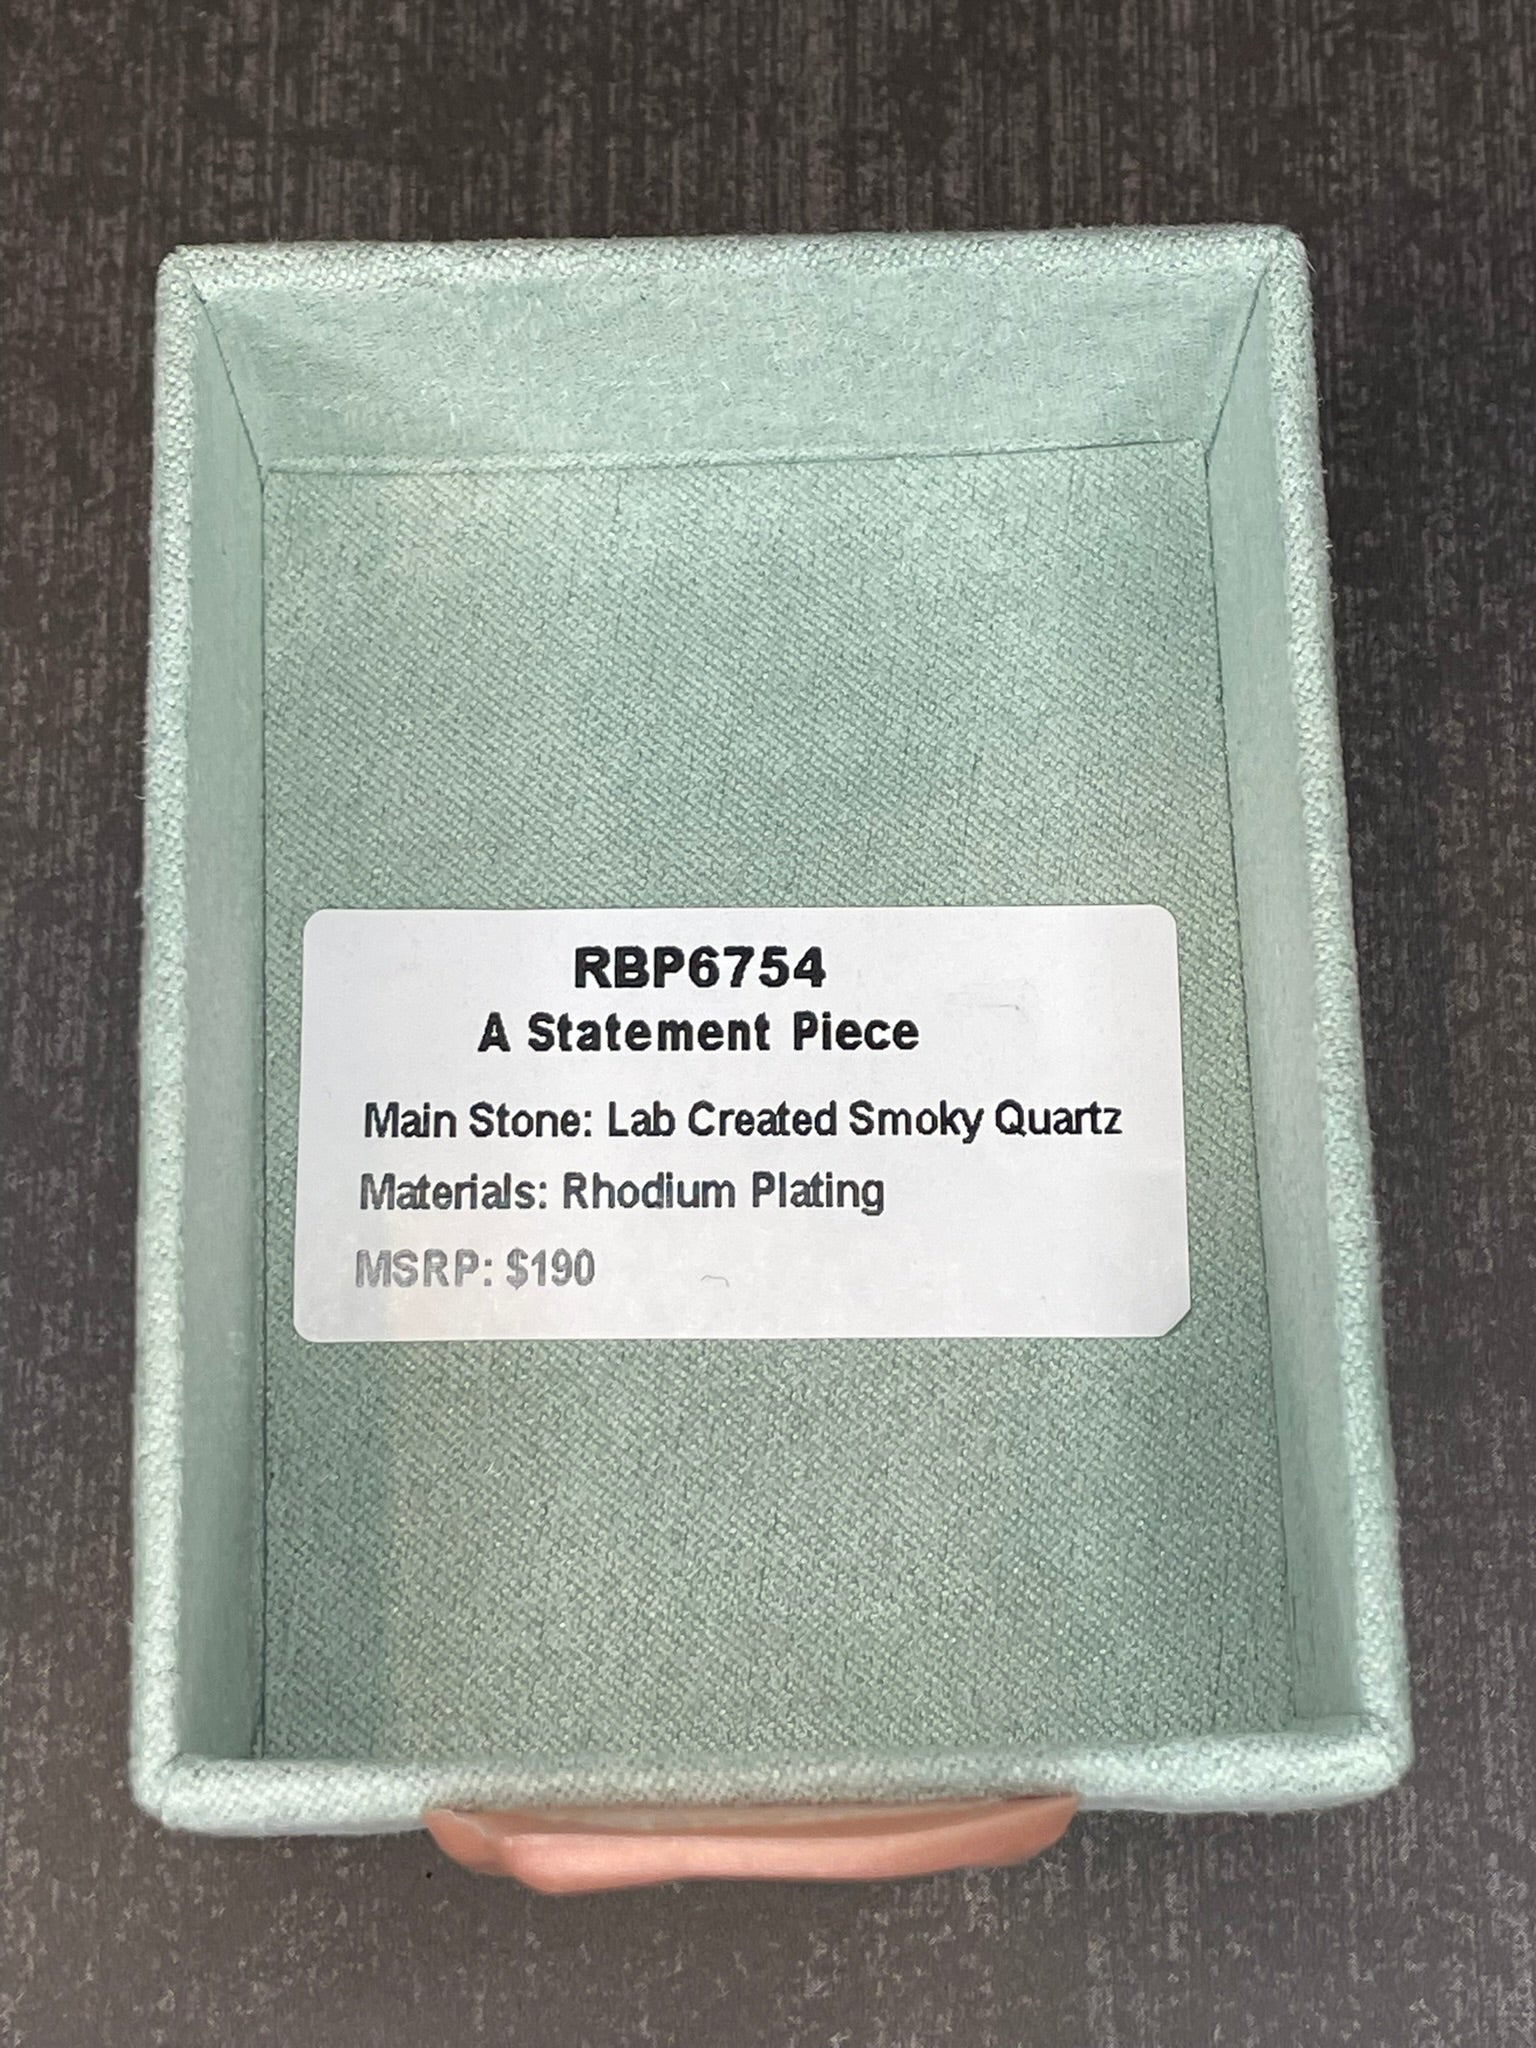 RBP6754
A Statement Piece
Main Stone: Lab Created Smoky Quartz
Materials: Rhodium Plating
MSRP: $190